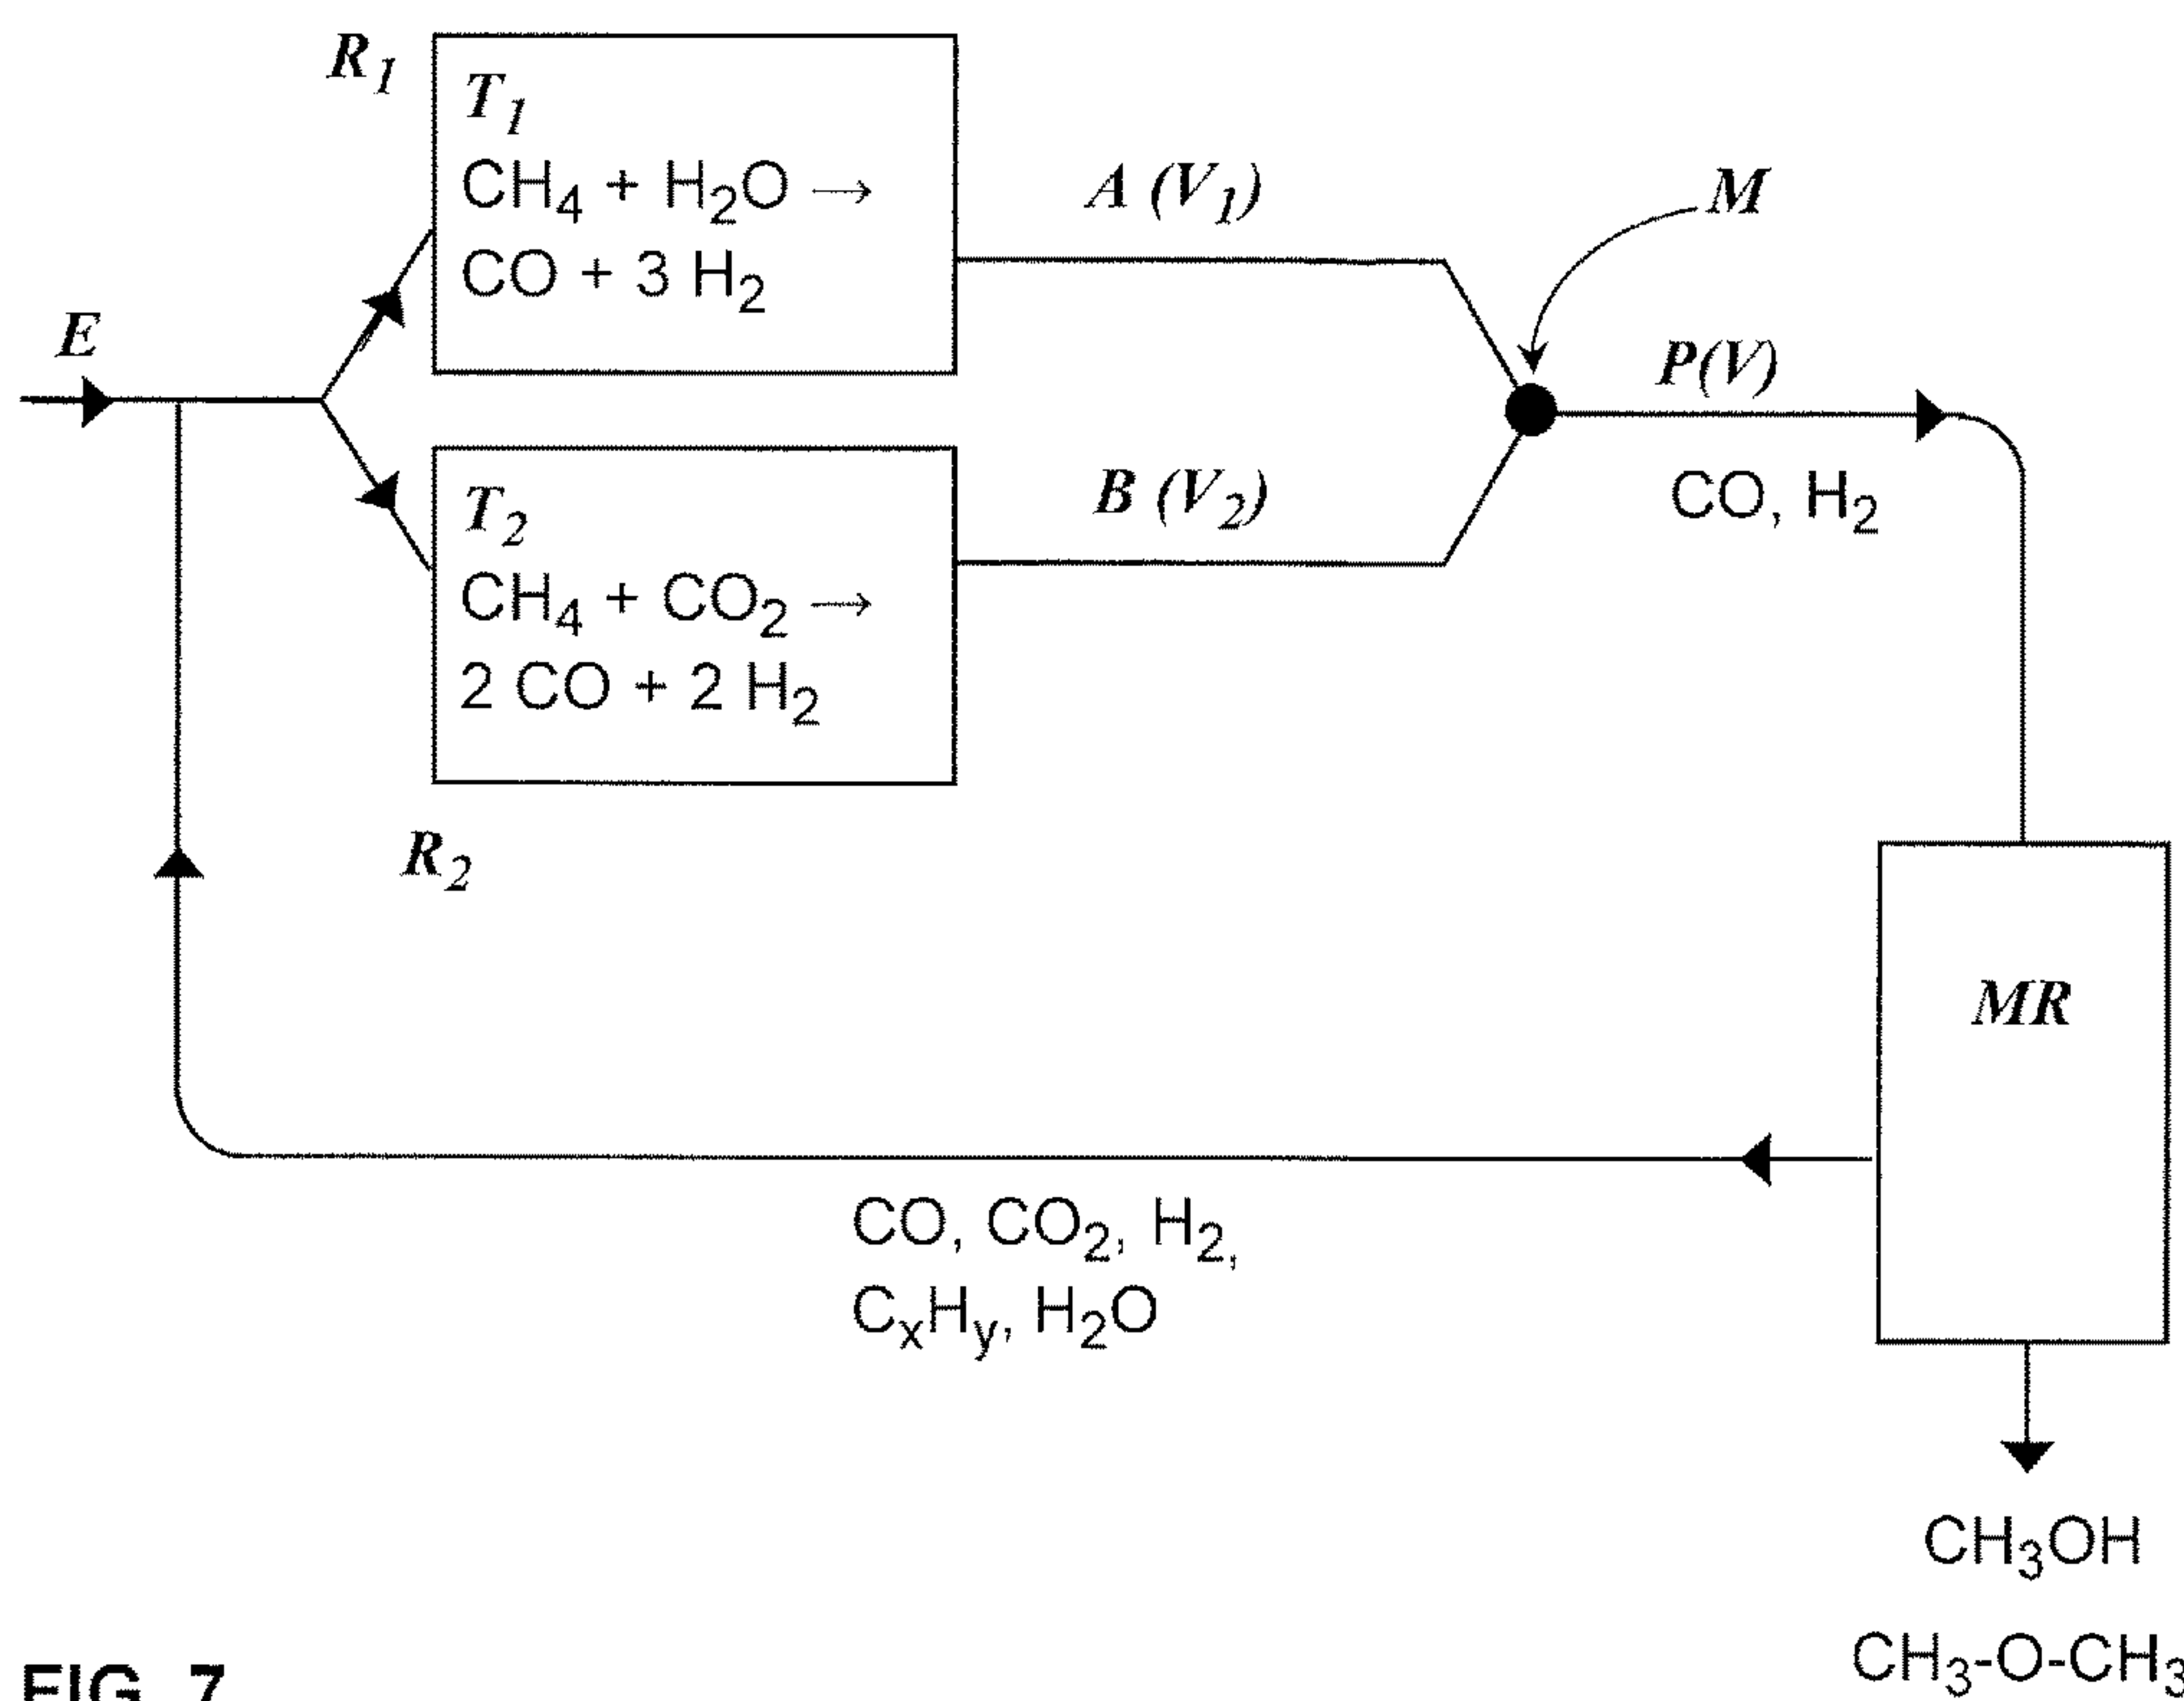 R₁
T₁
CH₄ + H₂O →
CO + 3 H₂
A (V₁)
M
E
P(V)
CO, H₂
T₂
CH₄ + CO₂ →
2 CO + 2 H₂
B (V₂)
R₂
MR
CO, CO₂, H₂,
CₓHᵧ, H₂O
CH₃OH
CH₃-O-CH₃
FIG. 7